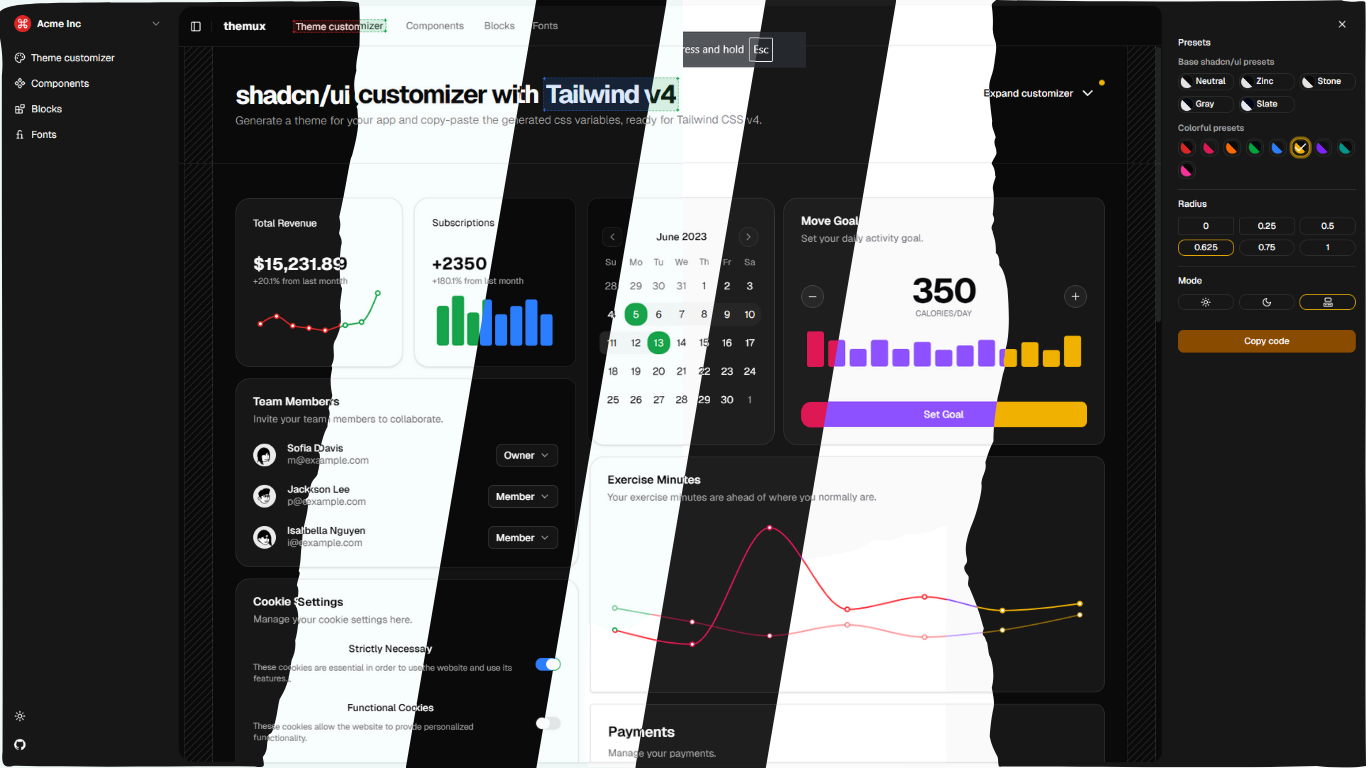 Acme Inc
Theme customizer
Components
Blocks
Fonts
themux
Theme customizer
Components
Blocks
Fonts
ress and hold Esc
shadcn/ui customizer with Tailwind v4
Generate a theme for your app and copy-paste the generated css variables, ready for Tailwind CSS v4.
Expand customizer
Total Revenue
$15,231.89
+20.1% from last month
Subscriptions
+2350
+180.1% from last month
June 2023
Su Mo Tu We Th Fr Sa
28 29 30 31 1 2 3
4 5 6 7 8 9 10
11 12 13 14 15 16 17
18 19 20 21 22 23 24
25 26 27 28 29 30 1
Move Goal
Set your daily activity goal.
350
CALORIES/DAY
Set Goal
Team Members
Invite your team members to collaborate.
Sofia Davis
m@example.com
Owner
Jackson Lee
p@example.com
Member
Isabella Nguyen
i@example.com
Member
Exercise Minutes
Your exercise minutes are ahead of where you normally are.
Cookie Settings
Manage your cookie settings here.
Strictly Necessary
These cookies are essential in order to use the website and use its
features.
Functional Cookies
These cookies allow the website to provide personalized
functionality.
Payments
Manage your payments.
Presets
Base shadcn/ui presets
Neutral
Zinc
Stone
Gray
Slate
Colorful presets
Radius
0
0.25
0.5
0.625
0.75
1
Mode
Copy code